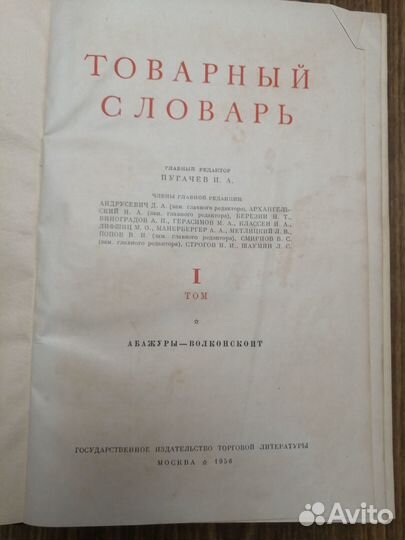 ТОВАРНЫЙ
СЛОВАРЬ
ГЛАВНЫЙ РЕДАКТОР
ПУГАЧЕВ И. А.
ЧЛЕНЫ ГЛАВНОЙ РЕДАКЦИИ
АНДРУСЕВИЧ Д. А. (зам. главного редактора), АРХАНГЕЛЬ-
СКИЙ Н. А. (зам. главного редактора), БЕРЕЗИН Н. Т.,
ВИНОГРАДОВ А. П., ГЕРАСИМОВ М. А., КЛАССЕН Я. А.,
ЛИФШИЦ М. О., МАНЕРБЕРГЕР А. А., МЕТЛИЦКИЙ Л. В.,
ПОПОВ В. И. (зам. главного редактора), СМИРНОВ В. С.
(зам. главного редактора), СТРОГОВ И. И., ШАУМЯН Л. С.
I
ТОМ
АБАЖУРЫ—ВОЛКОНСКОИТ
ГОСУДАРСТВЕННОЕ ИЗДАТЕЛЬСТВО ТОРГОВОЙ ЛИТЕРАТУРЫ
МОСКВА ☆ 1956
Avito